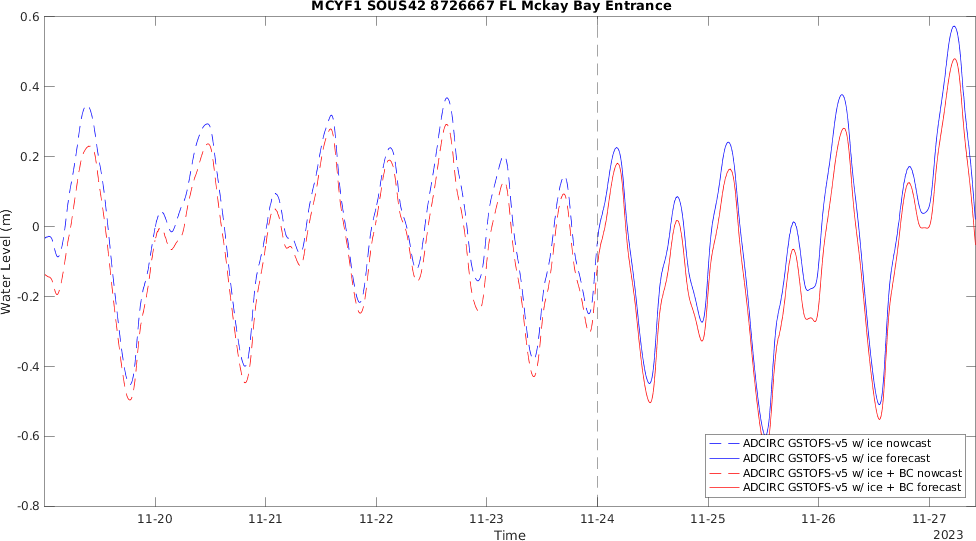 MCYF1 SOUS42 8726667 FL Mckay Bay Entrance
0.6
0.4
0.2
0
-0.2
-0.4
-0.6
-0.8
Water Level (m)
ADCIRC GSTOFS-v5 w/ ice nowcast
ADCIRC GSTOFS-v5 w/ ice forecast
ADCIRC GSTOFS-v5 w/ ice + BC nowcast
ADCIRC GSTOFS-v5 w/ ice + BC forecast
11-20 11-21 11-22 11-23 11-24 11-25 11-26 11-27
Time
2023